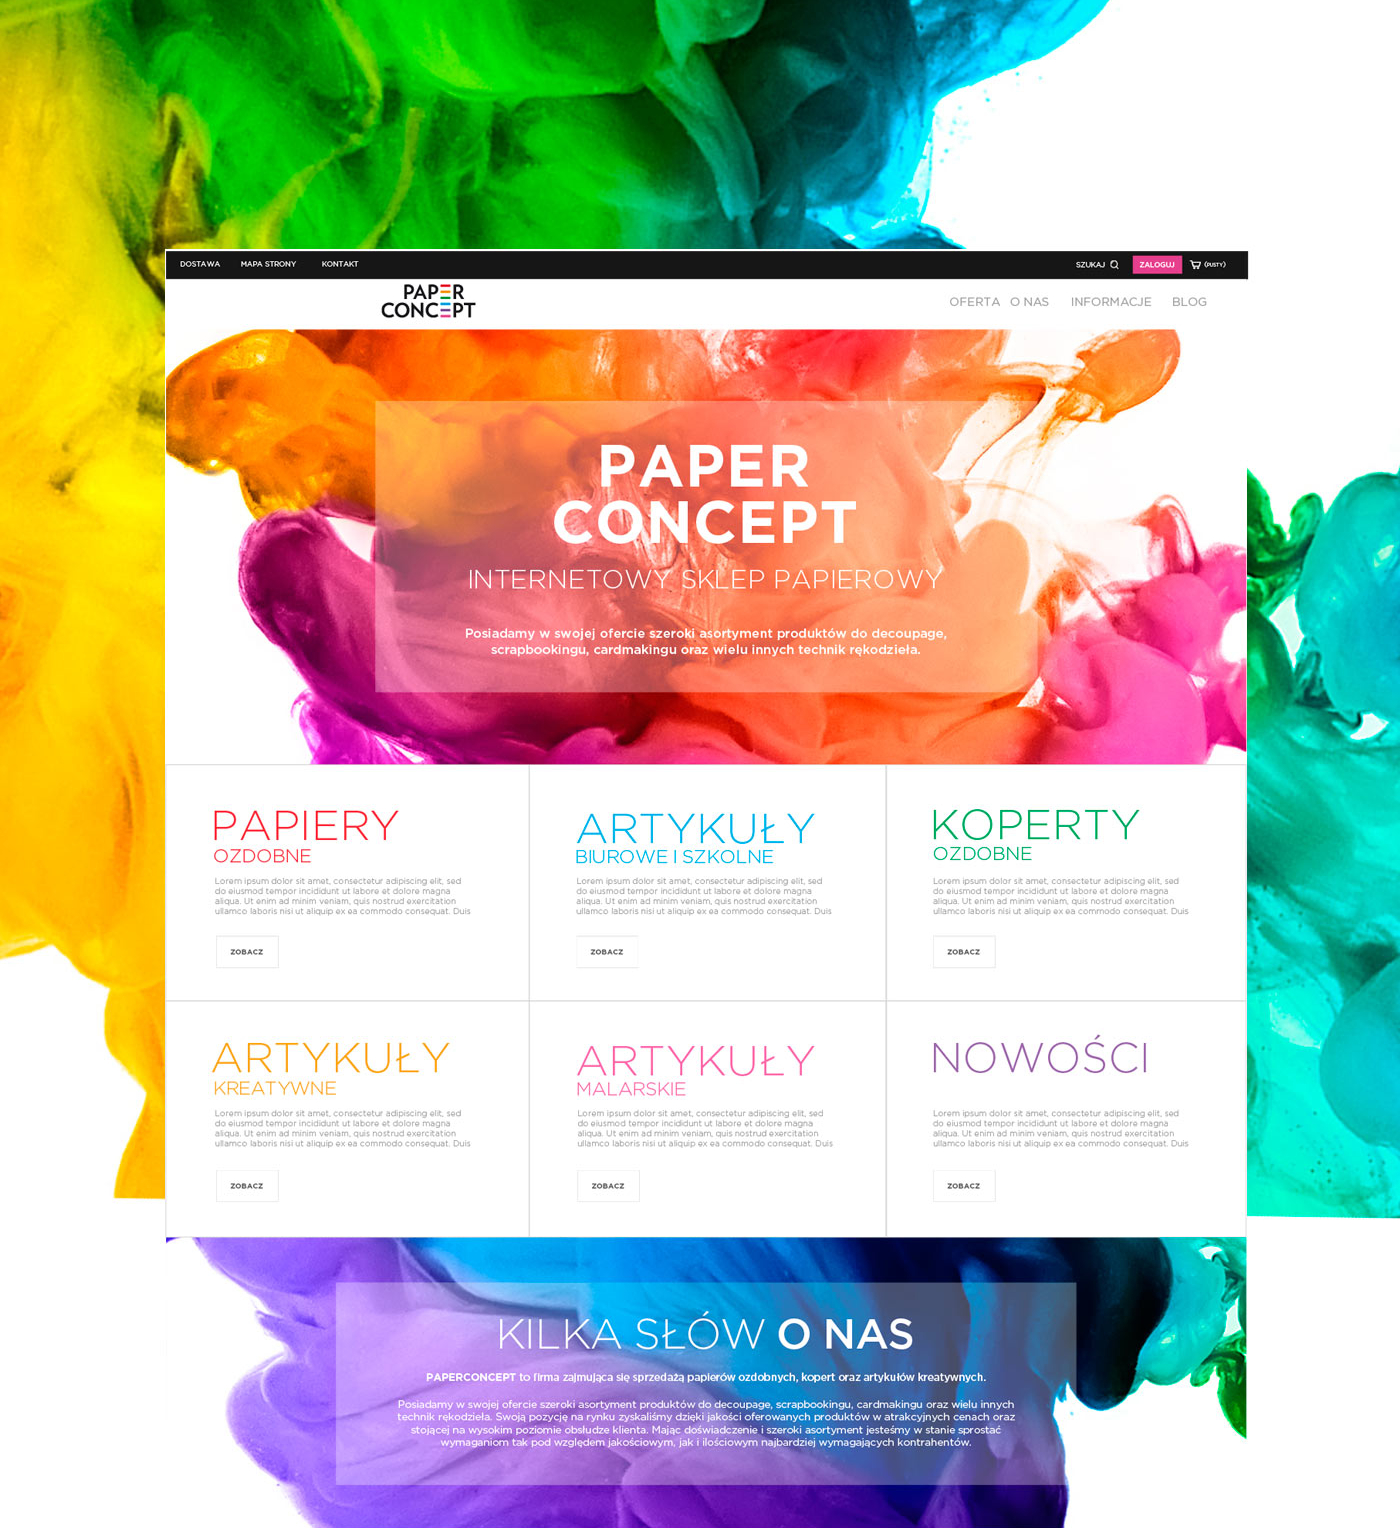 DOSTAWA MAPA STRONY KONTAKT SZUKAJ ZALOGUJ (PUSTY)
PAPER
CONCEPT
OFERTA O NAS INFORMACJE BLOG
PAPER
CONCEPT
INTERNETOWY SKLEP PAPIEROWY
Posiadamy w swojej ofercie szeroki asortyment produktów do decoupage,
scrapbookingu, cardmakingu oraz wielu innych technik rękodzieła.
PAPIERY
OZDOBNE
Lorem ipsum dolor sit amet, consectetur adipiscing elit, sed
do eiusmod tempor incididunt ut labore et dolore magna
aliqua. Ut enim ad minim veniam, quis nostrud exercitation
ullamco laboris nisi ut aliquip ex ea commodo consequat. Duis
ZOBACZ
ARTYKUŁY
BIUROWE I SZKOLNE
Lorem ipsum dolor sit amet, consectetur adipiscing elit, sed
do eiusmod tempor incididunt ut labore et dolore magna
aliqua. Ut enim ad minim veniam, quis nostrud exercitation
ullamco laboris nisi ut aliquip ex ea commodo consequat. Duis
ZOBACZ
KOPERTY
OZDOBNE
Lorem ipsum dolor sit amet, consectetur adipiscing elit, sed
do eiusmod tempor incididunt ut labore et dolore magna
aliqua. Ut enim ad minim veniam, quis nostrud exercitation
ullamco laboris nisi ut aliquip ex ea commodo consequat. Duis
ZOBACZ
ARTYKUŁY
KREATYWNE
Lorem ipsum dolor sit amet, consectetur adipiscing elit, sed
do eiusmod tempor incididunt ut labore et dolore magna
aliqua. Ut enim ad minim veniam, quis nostrud exercitation
ullamco laboris nisi ut aliquip ex ea commodo consequat. Duis
ZOBACZ
ARTYKUŁY
MALARSKIE
Lorem ipsum dolor sit amet, consectetur adipiscing elit, sed
do eiusmod tempor incididunt ut labore et dolore magna
aliqua. Ut enim ad minim veniam, quis nostrud exercitation
ullamco laboris nisi ut aliquip ex ea commodo consequat. Duis
ZOBACZ
NOWOŚCI
Lorem ipsum dolor sit amet, consectetur adipiscing elit, sed
do eiusmod tempor incididunt ut labore et dolore magna
aliqua. Ut enim ad minim veniam, quis nostrud exercitation
ullamco laboris nisi ut aliquip ex ea commodo consequat. Duis
ZOBACZ
KILKA SŁÓW O NAS
PAPERCONCEPT to firma zajmująca się sprzedażą papierów ozdobnych, kopert oraz artykułów kreatywnych.
Posiadamy w swojej ofercie szeroki asortyment produktów do decoupage, scrapbookingu, cardmakingu oraz wielu innych
technik rękodzieła. Swoją pozycję na rynku zyskaliśmy dzięki jakości oferowanych produktów w atrakcyjnych cenach oraz
stojącej na wysokim poziomie obsłudze klienta. Mając doświadczenie i szeroki asortyment jesteśmy w stanie sprostać
wymaganiom tak pod względem jakościowym, jak i ilościowym najbardziej wymagających kontrahentów.